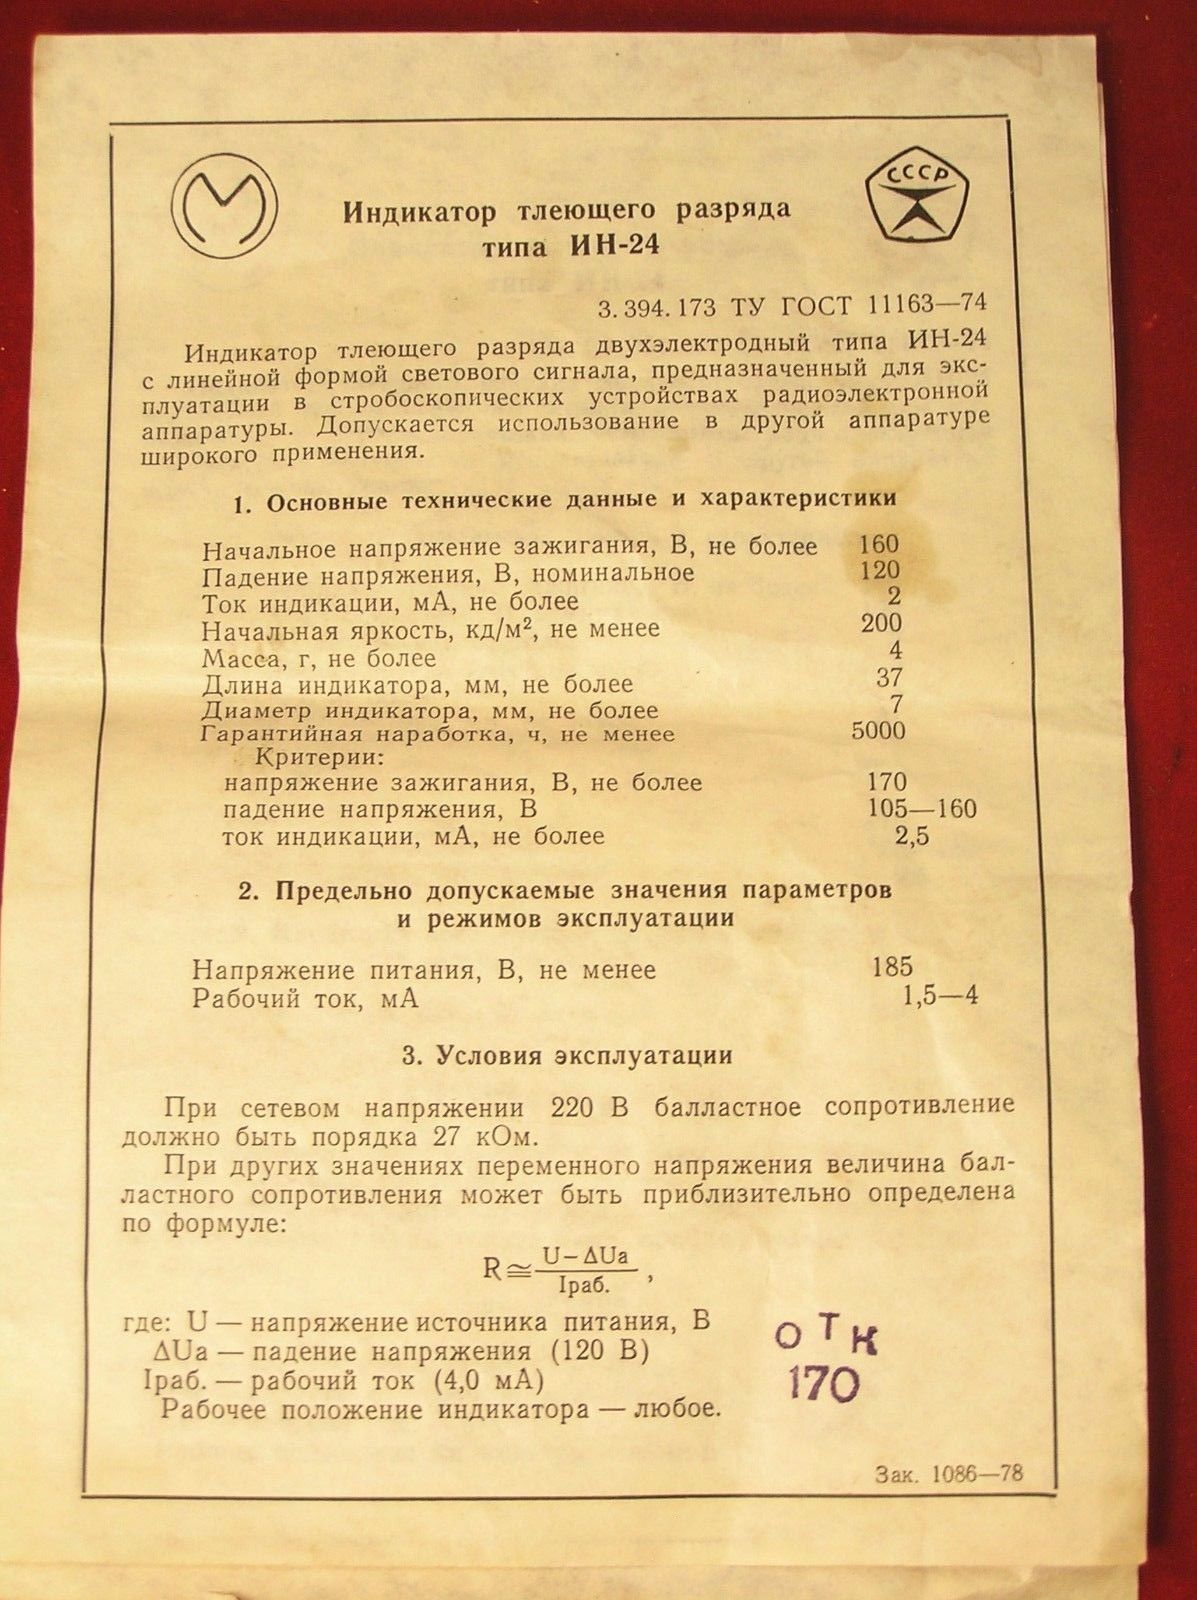 СССР
Индикатор тлеющего разряда
типа ИН-24
3.394.173 ТУ ГОСТ 11163—74
Индикатор тлеющего разряда двухэлектродный типа ИН-24
с линейной формой светового сигнала, предназначенный для экс-
плуатации в стробоскопических устройствах радиоэлектронной
аппаратуры. Допускается использование в другой аппаратуре
широкого применения.
1. Основные технические данные и характеристики
Начальное напряжение зажигания, В, не более 160
Падение напряжения, В, номинальное 120
Ток индикации, мА, не более 2
Начальная яркость, кд/м², не менее 200
Масса, г, не более 4
Длина индикатора, мм, не более 37
Диаметр индикатора, мм, не более 7
Гарантийная наработка, ч, не менее 5000
Критерии:
напряжение зажигания, В, не более 170
падение напряжения, В 105—160
ток индикации, мА, не более 2,5
2. Предельно допускаемые значения параметров
и режимов эксплуатации
Напряжение питания, В, не менее 185
Рабочий ток, мА 1,5—4
3. Условия эксплуатации
При сетевом напряжении 220 В балластное сопротивление
должно быть порядка 27 кОм.
При других значениях переменного напряжения величина бал-
ластного сопротивления может быть приблизительно определена
по формуле:
R ≅ (U−ΔUа)/Iраб. ,
где: U — напряжение источника питания, В
ΔUа — падение напряжения (120 В)
Iраб. — рабочий ток (4,0 мА)
Рабочее положение индикатора — любое.
ОТК
170
Зак. 1086—78